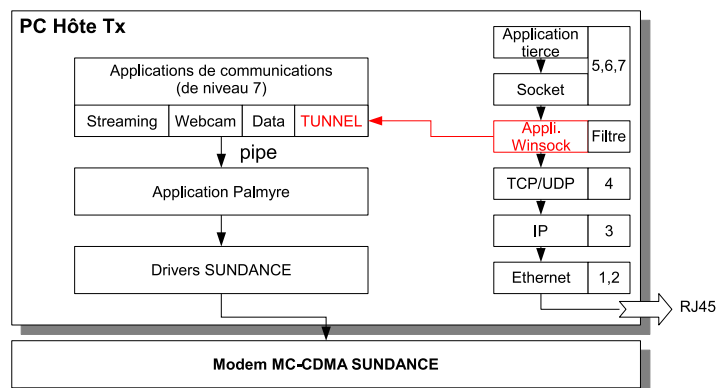 PC Hôte Tx
Applications de communications
(de niveau 7)
Streaming
Webcam
Data
TUNNEL
pipe
Application Palmyre
Drivers SUNDANCE
Application
tierce
5,6,7
Socket
Appli.
Winsock
Filtre
TCP/UDP
4
IP
3
Ethernet
1,2
RJ45
Modem MC-CDMA SUNDANCE